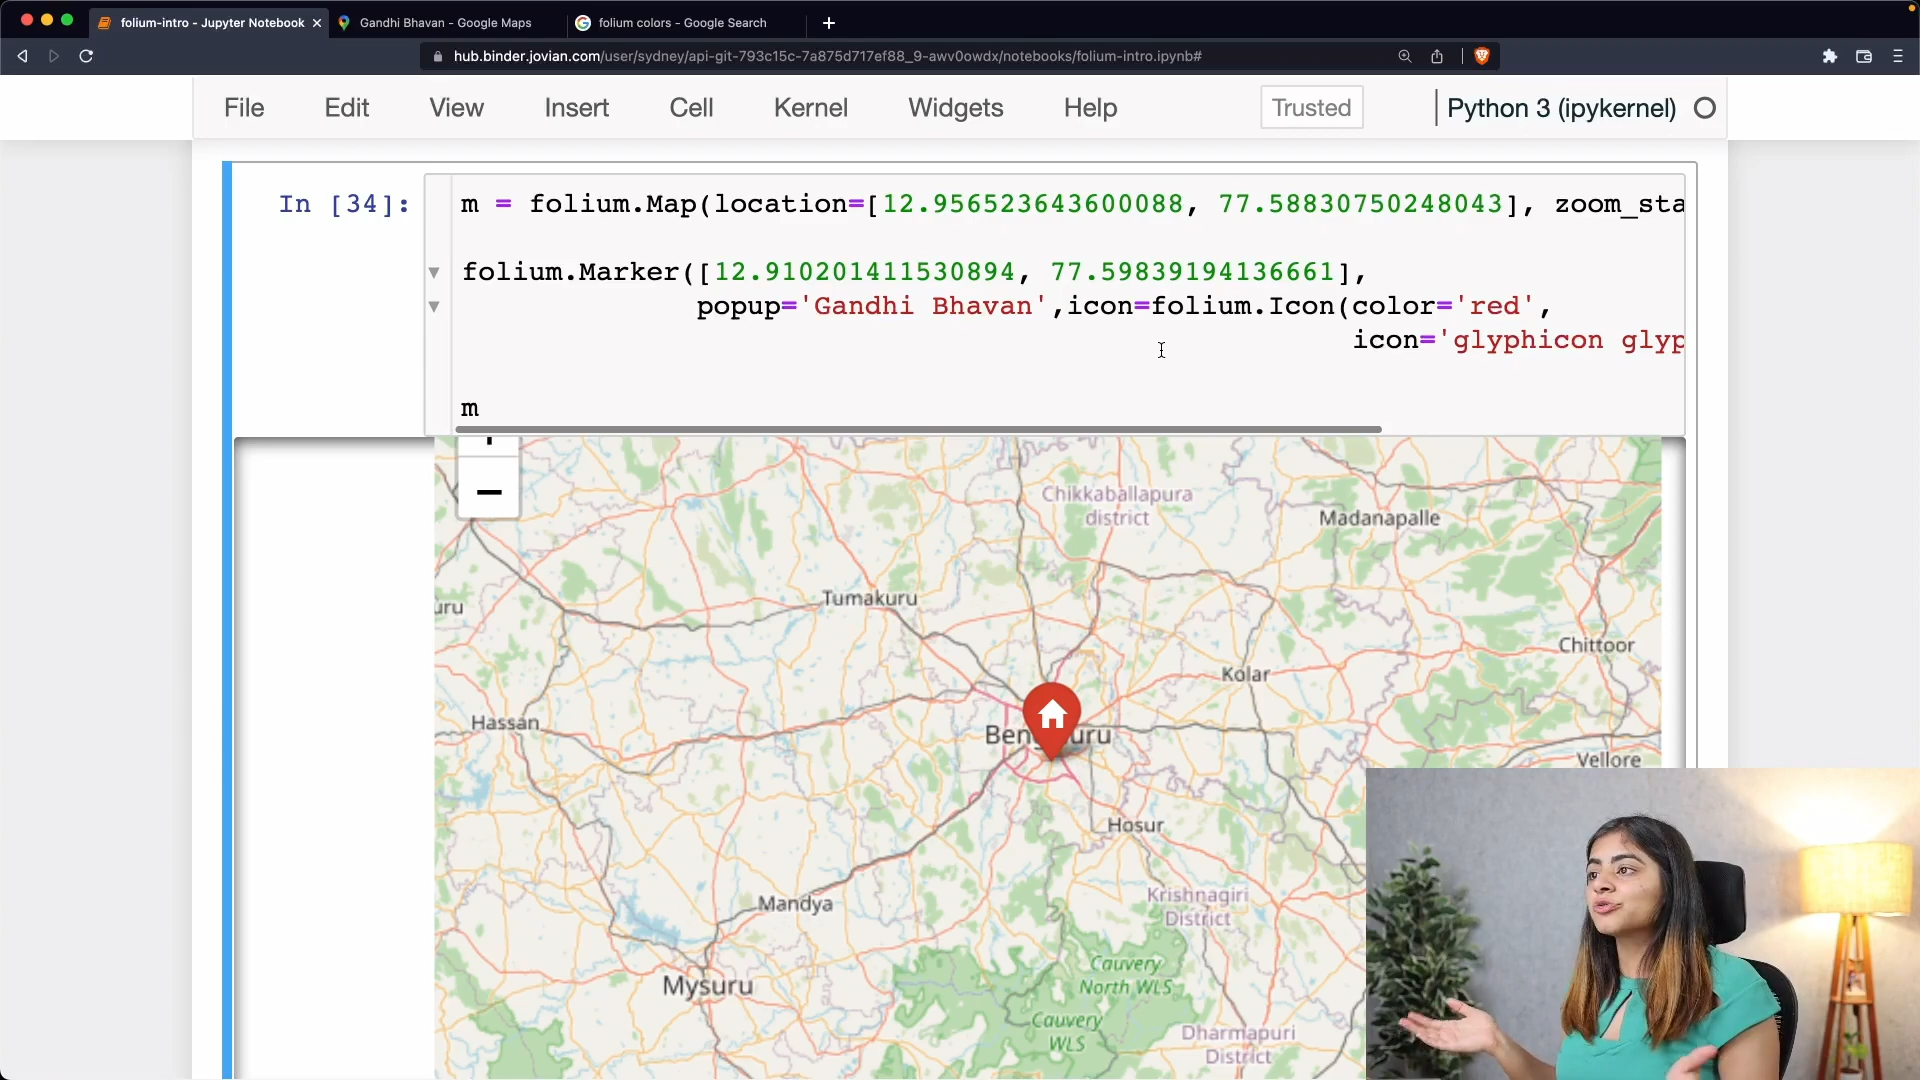 folium-intro - Jupyter Notebook
Gandhi Bhavan - Google Maps
folium colors - Google Search
hub.binder.jovian.com/user/sydney/api-git-793c15c-7a875d717ef88_9-awv0owdx/notebooks/folium-intro.ipynb#
File Edit View Insert Cell Kernel Widgets Help Trusted Python 3 (ipykernel)
In [34]:
m = folium.Map(location=[12.956523643600088, 77.58830750248043], zoom_sta
folium.Marker([12.910201411530894, 77.59839194136661],
popup='Gandhi Bhavan',icon=folium.Icon(color='red',
icon='glyphicon glyp
m
Chikkaballapura
district
Madanapalle
Tumakuru
uru
Chittoor
Kolar
Hassan
Ben uru
Vellore
Hosur
Krishnagiri
District
Mandya
Cauvery
North WLS
Mysuru
Cauvery
WLS
Dharmapuri
District